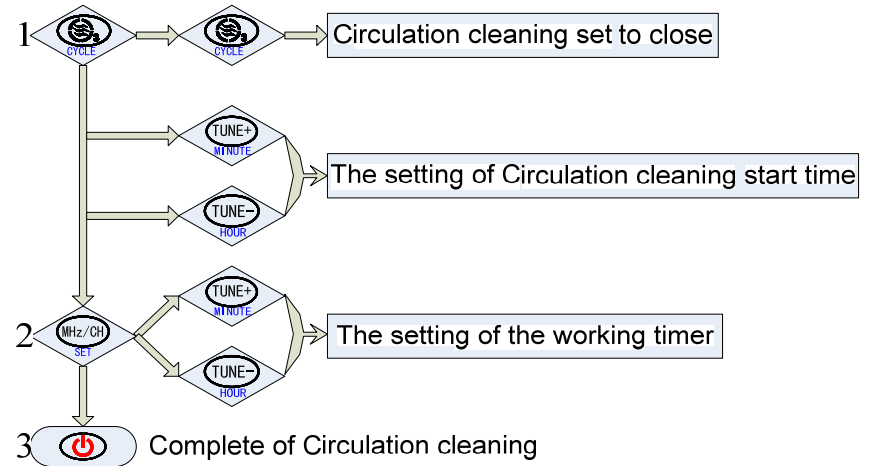 1
3
CYCLE
3
CYCLE
Circulation cleaning set to close
TUNE+
MINUTE
The setting of Circulation cleaning start time
TUNE-
HOUR
TUNE+
MINUTE
2
MHz/CH
SET
The setting of the working timer
TUNE-
HOUR
3
Complete of Circulation cleaning